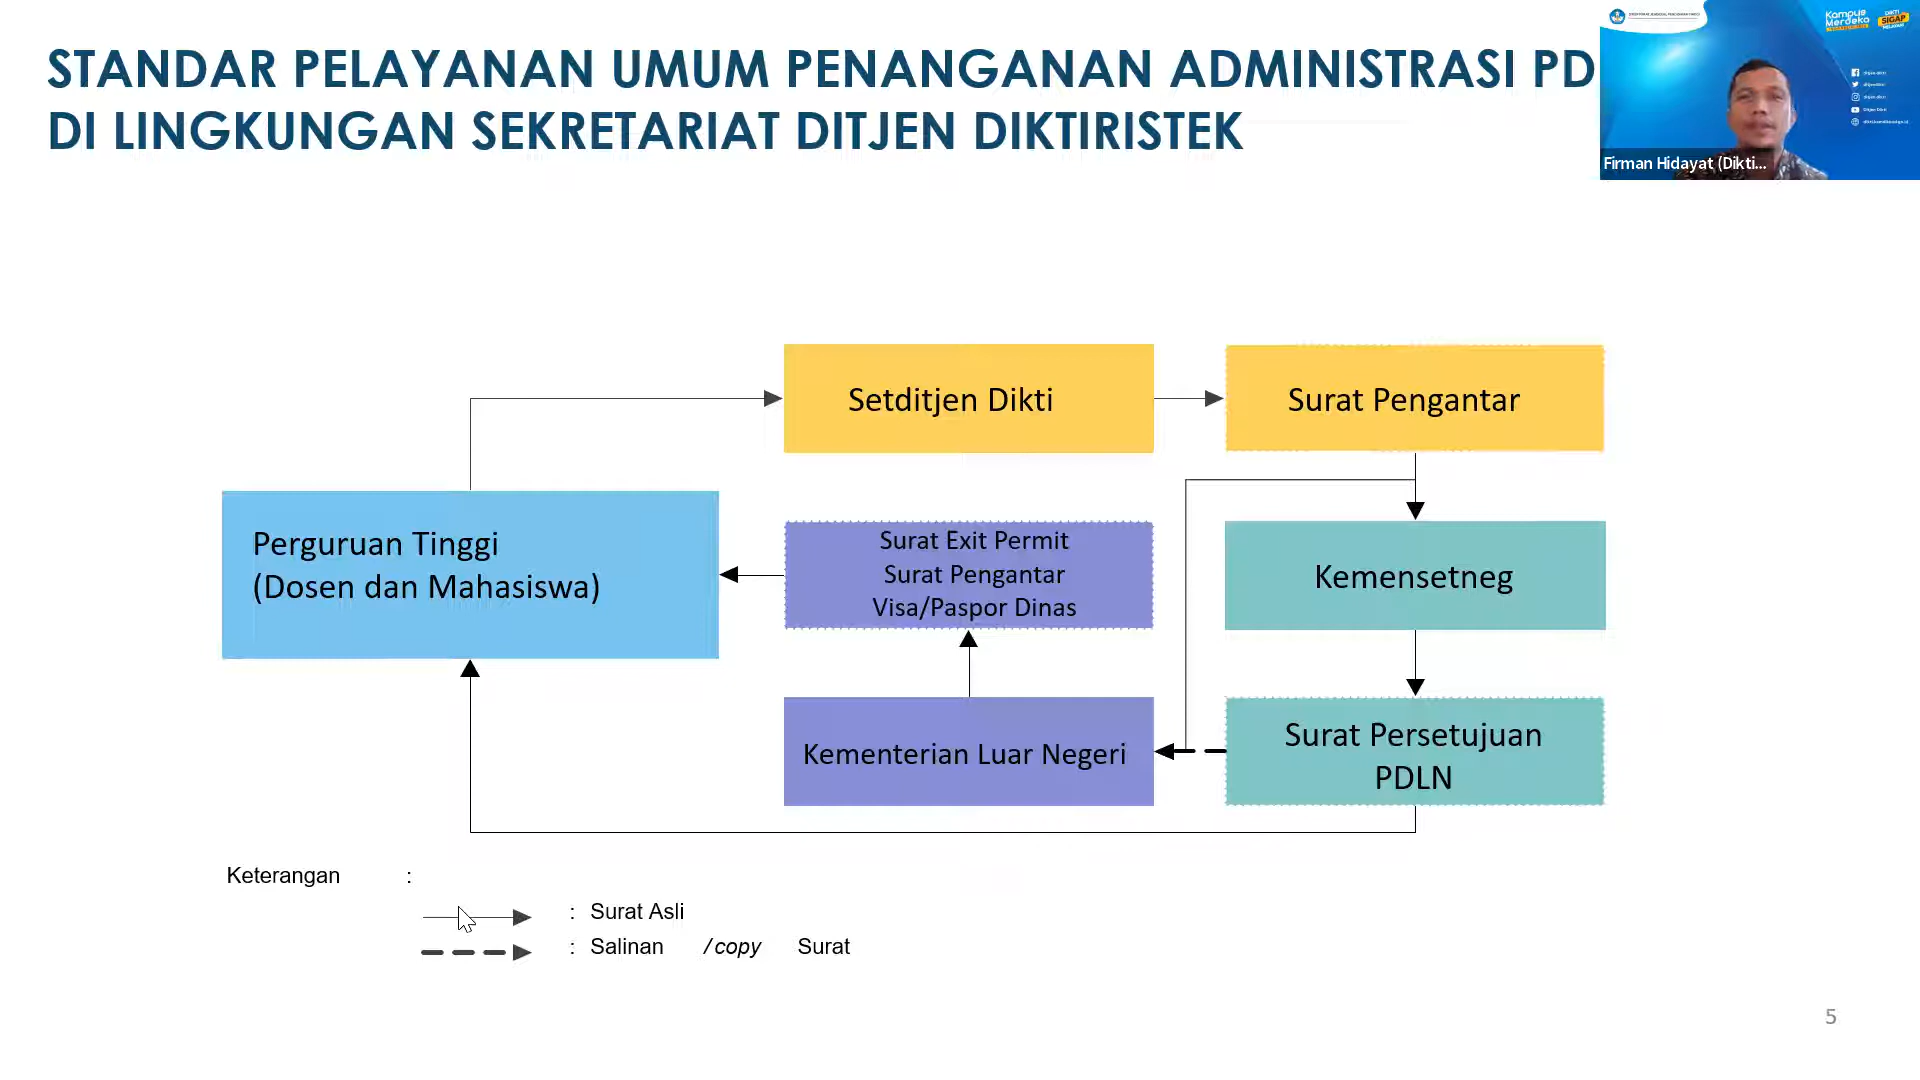 STANDAR PELAYANAN UMUM PENANGANAN ADMINISTRASI PD
DI LINGKUNGAN SEKRETARIAT DITJEN DIKTIRISTEK
Kampus
Merdeka
DIKTI
SIGAP
Firman Hidayat (Dikti...
Setditjen Dikti
Surat Pengantar
Perguruan Tinggi
(Dosen dan Mahasiswa)
Surat Exit Permit
Surat Pengantar
Visa/Paspor Dinas
Kemensetneg
Kementerian Luar Negeri
Surat Persetujuan
PDLN
Keterangan :
: Surat Asli
: Salinan /copy Surat
5